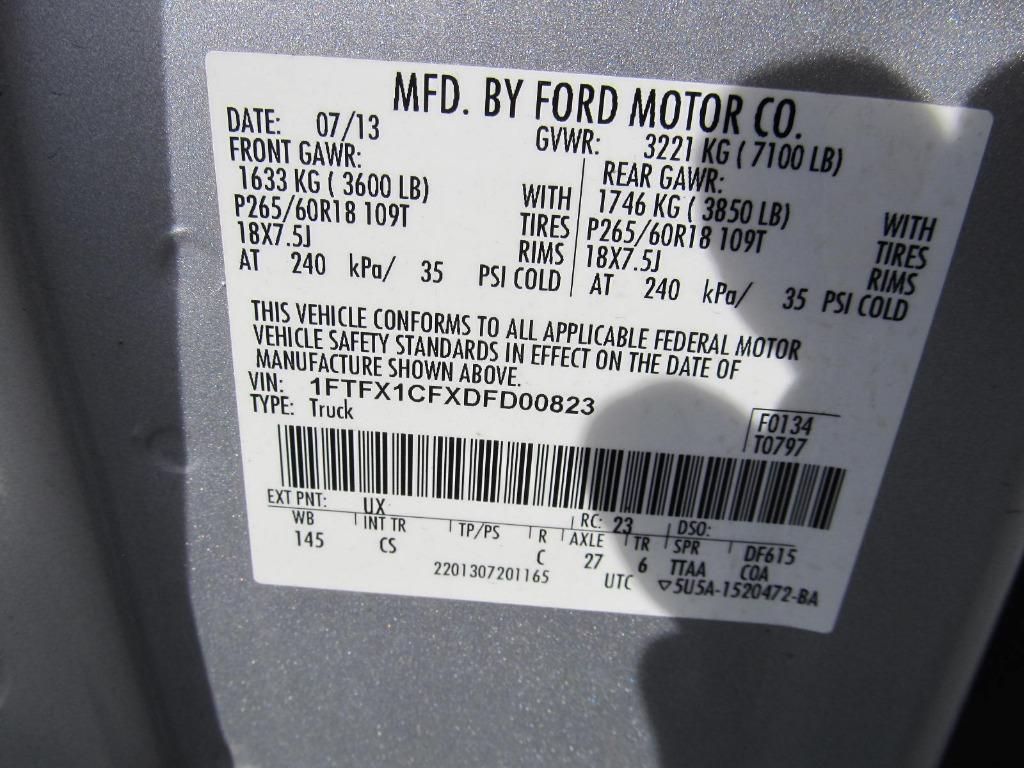 MFD. BY FORD MOTOR CO.
DATE: 07/13 GVWR: 3221 KG ( 7100 LB)
FRONT GAWR: REAR GAWR:
1633 KG ( 3600 LB) WITH 1746 KG ( 3850 LB) WITH
P265/60R18 109T TIRES P265/60R18 109T TIRES
18X7.5J RIMS 18X7.5J RIMS
AT 240 kPa/ 35 PSI COLD AT 240 kPa/ 35 PSI COLD
THIS VEHICLE CONFORMS TO ALL APPLICABLE FEDERAL MOTOR
VEHICLE SAFETY STANDARDS IN EFFECT ON THE DATE OF
MANUFACTURE SHOWN ABOVE.
VIN: 1FTFX1CFXDFD00823
TYPE: Truck F0134
T0797
EXT PNT: UX RC: 23 DSO:
WB INT TR TP/PS R AXLE TR SPR DF615
145 CS C 27 6 TTAA COA
2201307201165 UTC ▽5U5A-1520472-BA